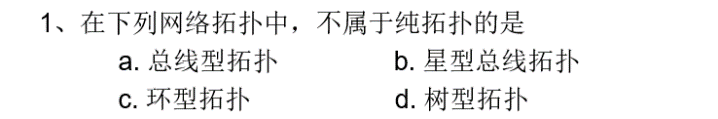 1、在下列网络拓扑中，不属于纯拓扑的是
a. 总线型拓扑 b. 星型总线拓扑
c. 环型拓扑 d. 树型拓扑